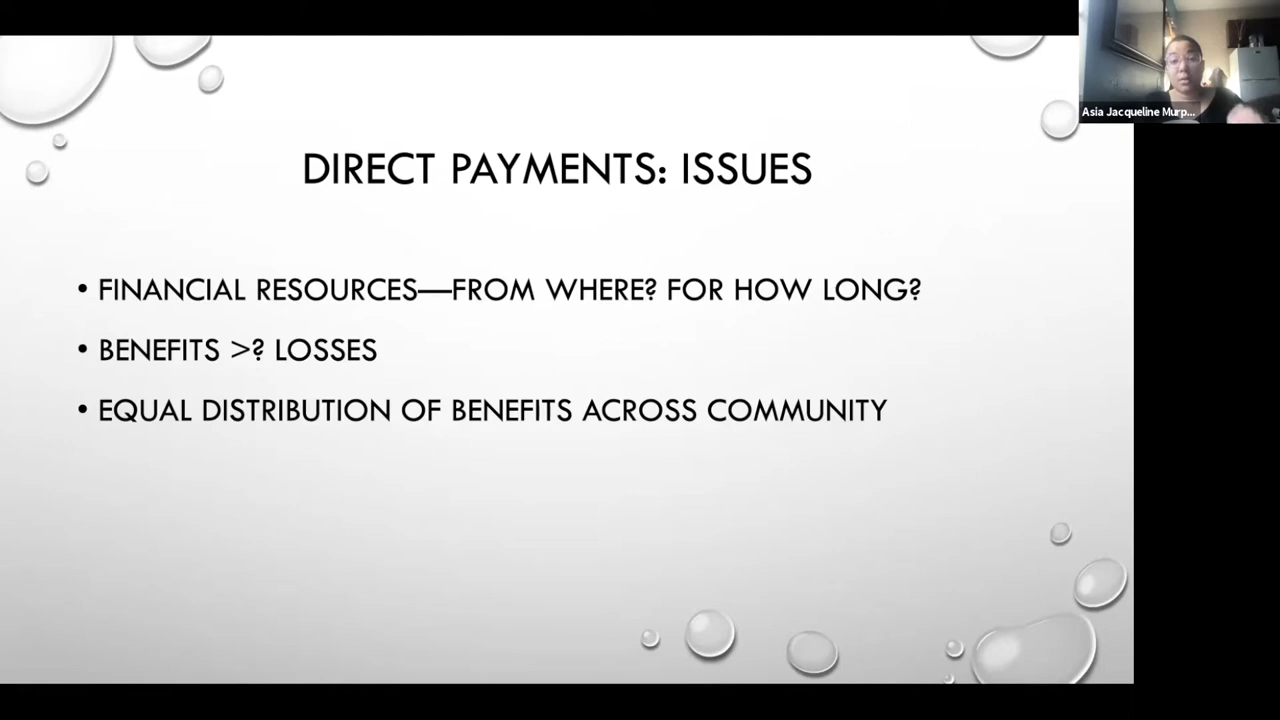 Asia Jacqueline Murp...
DIRECT PAYMENTS: ISSUES
• FINANCIAL RESOURCES—FROM WHERE? FOR HOW LONG?
• BENEFITS >? LOSSES
• EQUAL DISTRIBUTION OF BENEFITS ACROSS COMMUNITY